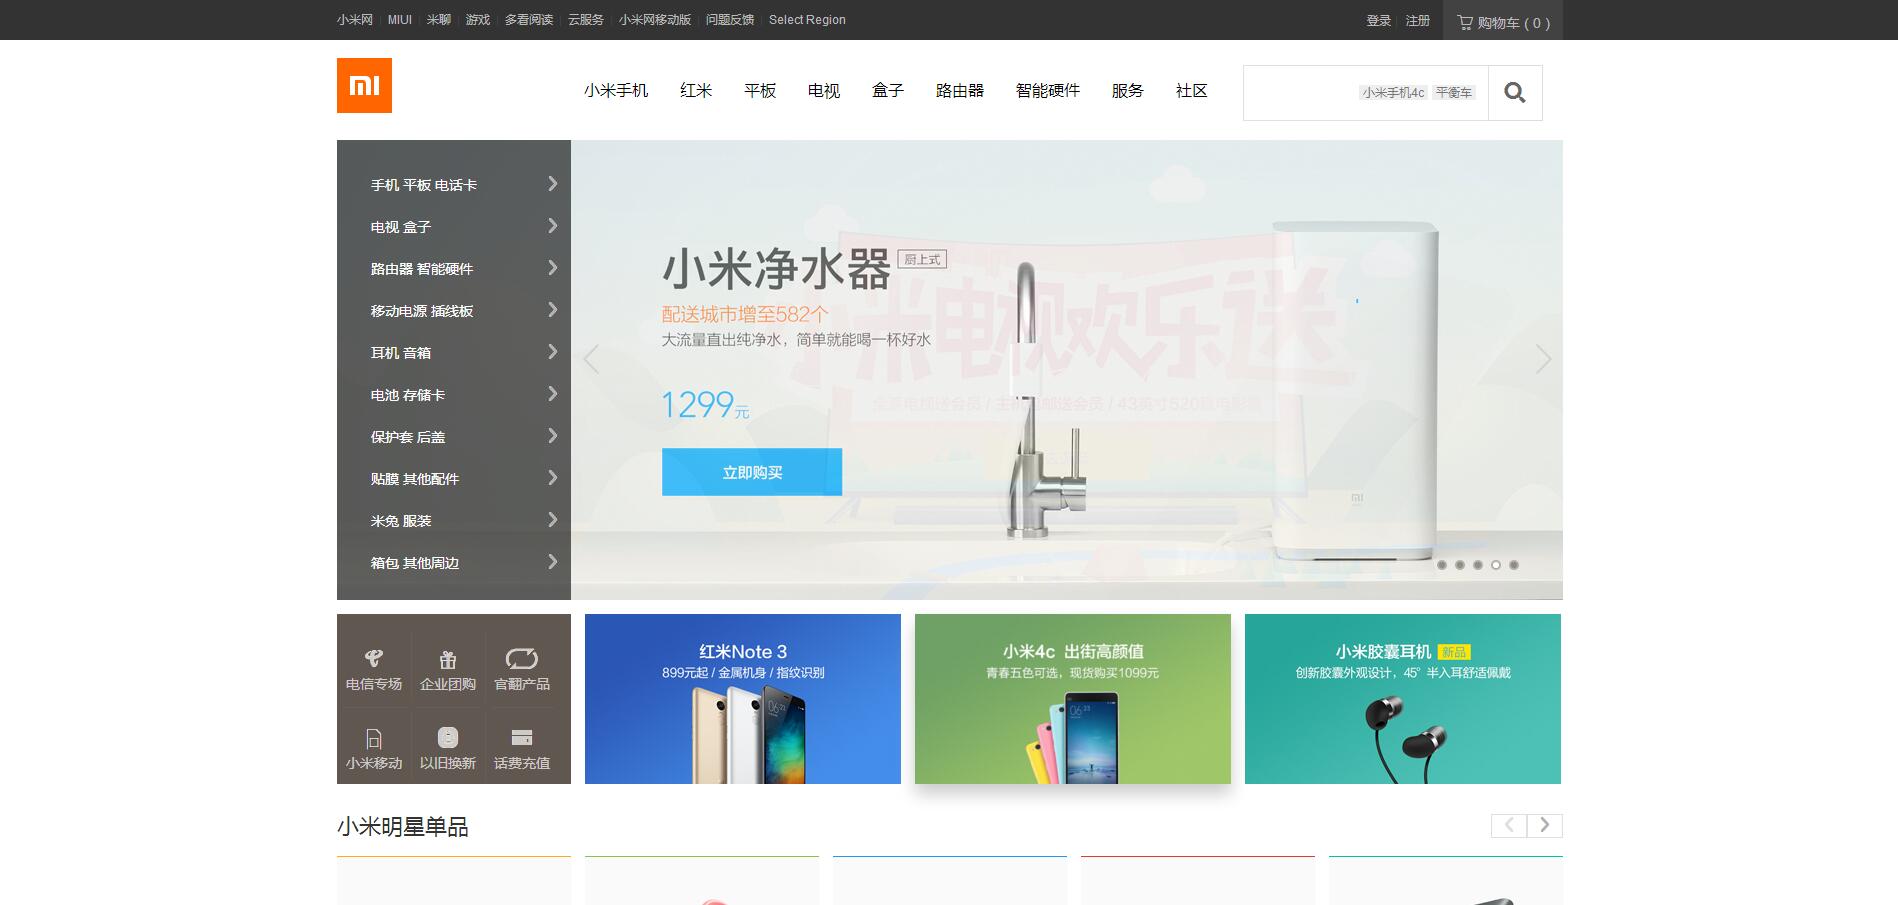 小米网 MIUI 米聊 游戏 多看阅读 云服务 小米网移动版 问题反馈 Select Region 登录 注册 购物车 ( 0 )
小米手机 红米 平板 电视 盒子 路由器 智能硬件 服务 社区 小米手机4c 平衡车
手机 平板 电话卡
电视 盒子
路由器 智能硬件
移动电源 插线板
耳机 音箱
电池 存储卡
保护套 后盖
贴膜 其他配件
米兔 服装
箱包 其他周边
小米净水器 厨上式
配送城市增至582个
大流量直出纯净水，简单就能喝一杯好水
1299元
立即购买
小米电视欢乐送
电信专场 企业团购 官翻产品
小米移动 以旧换新 话费充值
红米Note 3
899元起 / 金属机身 / 指纹识别
小米4c 出街高颜值
青春五色可选，现货购买1099元
小米胶囊耳机 新品
创新胶囊外观设计，45° 半入耳舒适佩戴
小米明星单品